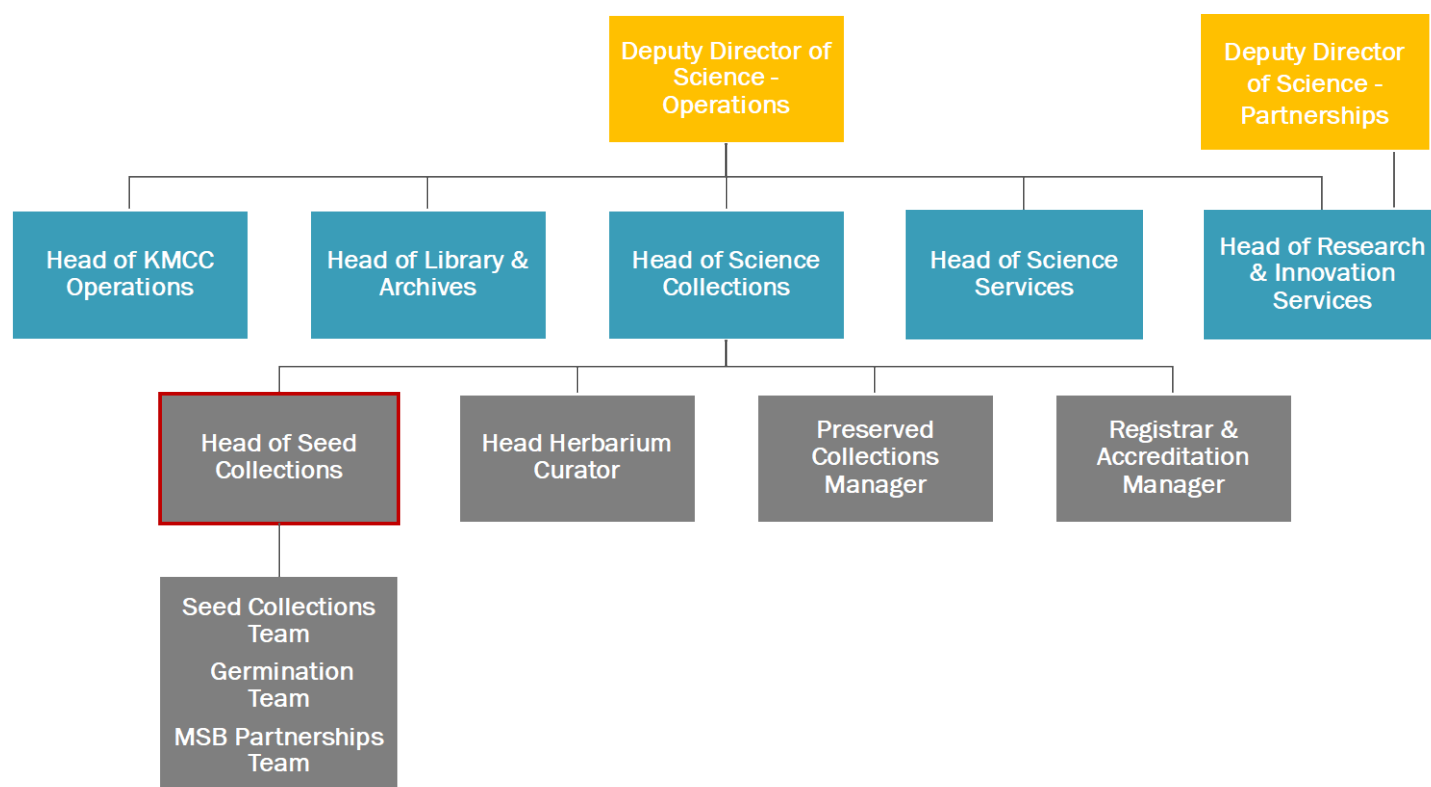 Deputy Director of
Science -
Operations
Deputy Director
of Science -
Partnerships
Head of KMCC
Operations
Head of Library &
Archives
Head of Science
Collections
Head of Science
Services
Head of Research
& Innovation
Services
Head of Seed
Collections
Head Herbarium
Curator
Preserved
Collections
Manager
Registrar &
Accreditation
Manager
Seed Collections
Team
Germination
Team
MSB Partnerships
Team